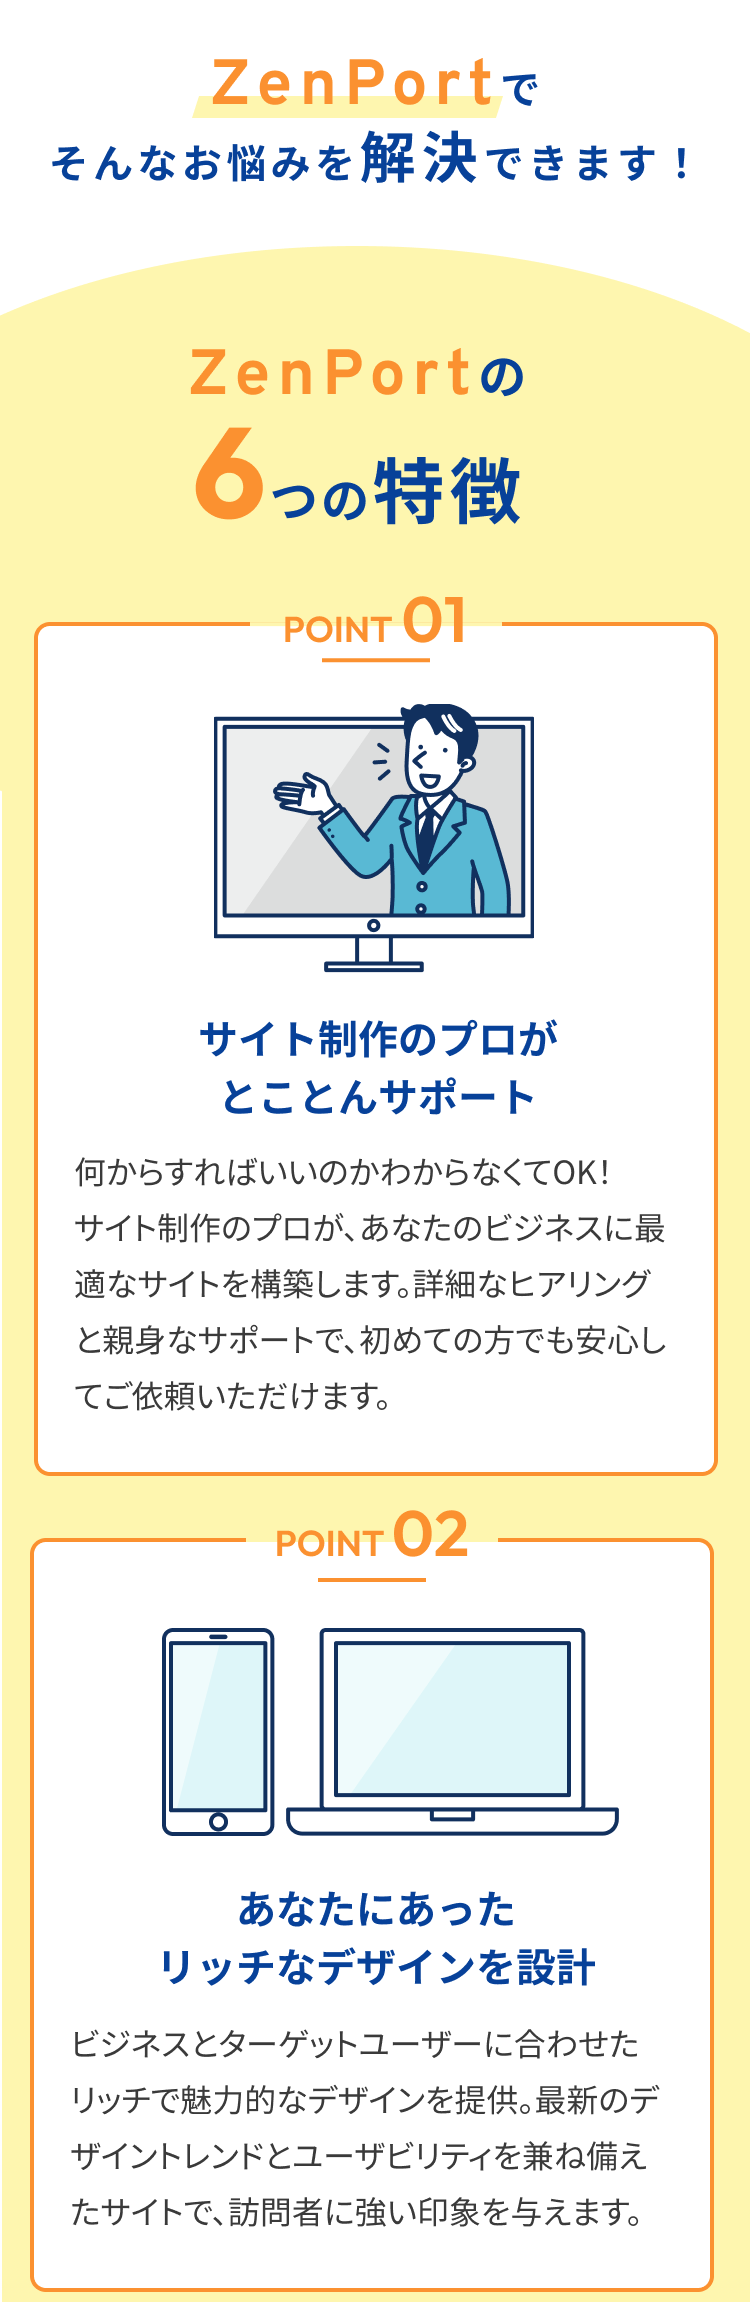 ZenPortで
そんなお悩みを解決できます！
ZenPortの
6つの特徴
POINT 01
サイト制作のプロが
とことんサポート
何からすればいいのかわからなくてOK！
サイト制作のプロが、あなたのビジネスに最
適なサイトを構築します。詳細なヒアリング
と親身なサポートで、初めての方でも安心し
てご依頼いただけます。
POINT 02
あなたにあった
リッチなデザインを設計
ビジネスとターゲットユーザーに合わせた
リッチで魅力的なデザインを提供。最新のデ
ザイントレンドとユーザビリティを兼ね備え
たサイトで、訪問者に強い印象を与えます。